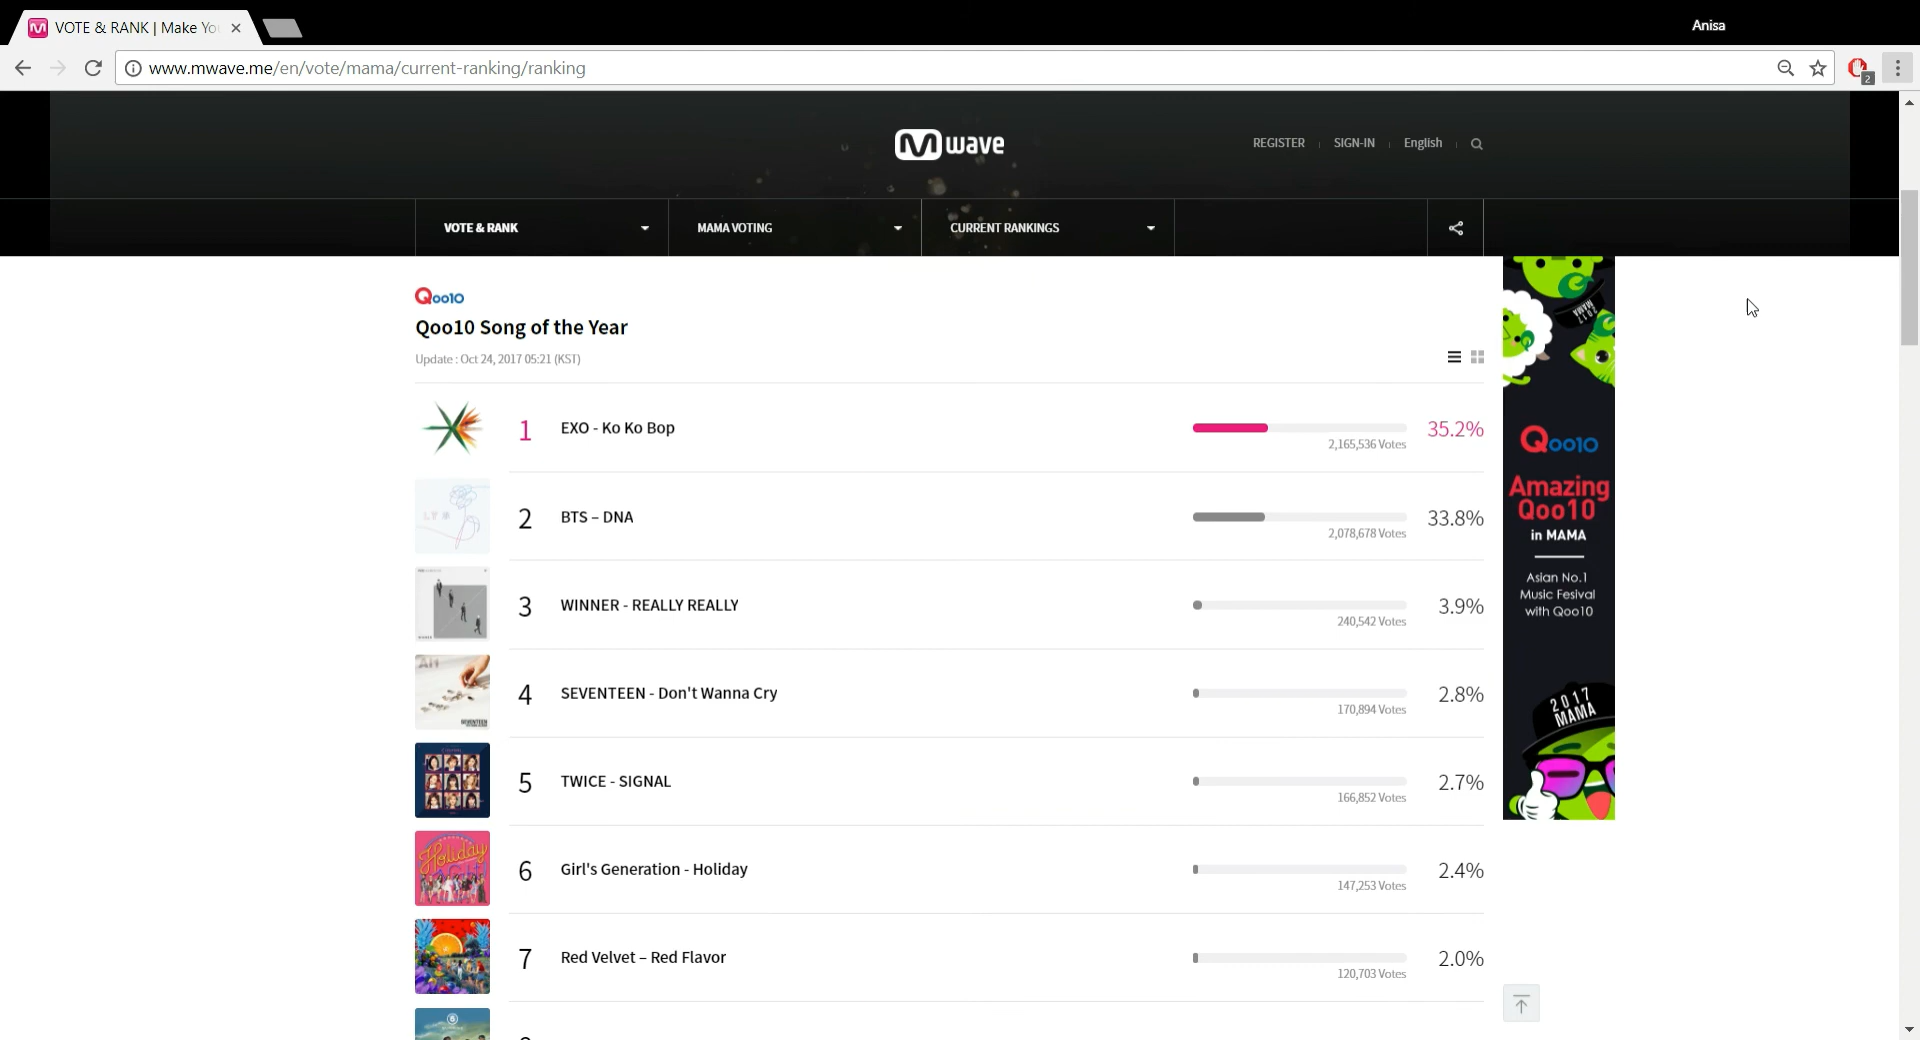 VOTE & RANK | Make Yo
Anisa
www.mwave.me/en/vote/mama/current-ranking/ranking
2
M wave
REGISTER
SIGN-IN
English
VOTE & RANK
MAMA VOTING
CURRENT RANKINGS
Qoo10
Qoo10 Song of the Year
Update : Oct 24, 2017 05:21 (KST)
1 EXO - Ko Ko Bop 35.2%
2,165,536 Votes
2 BTS – DNA 33.8%
2,078,678 Votes
3 WINNER - REALLY REALLY 3.9%
240,542 Votes
4 SEVENTEEN - Don't Wanna Cry 2.8%
170,894 Votes
SEVENTEEN
5 TWICE - SIGNAL 2.7%
166,852 Votes
Holiday
6 Girl's Generation - Holiday 2.4%
147,253 Votes
7 Red Velvet – Red Flavor 2.0%
120,703 Votes
Qoo10
Amazing
Qoo10
in MAMA
Asian No.1
Music Fesival
with Qoo10
2017
MAMA